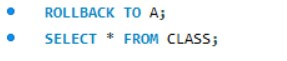 • ROLLBACK TO A;
• SELECT * FROM CLASS;